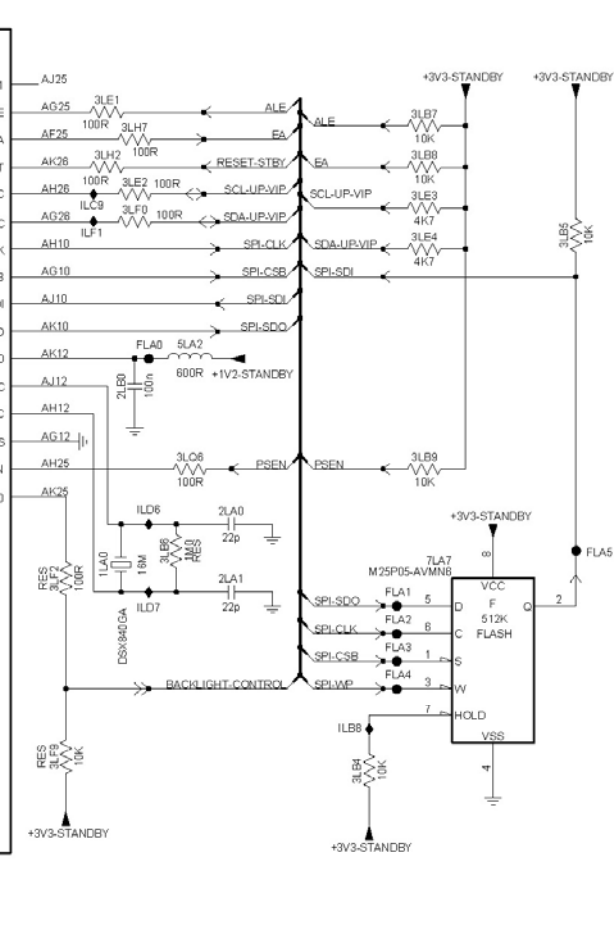 +3V3-STANDBY
+3V3-STANDBY
AJ25
AG25
3LE1
100R
ALE
ALE
3LB7
10K
AF25
3LH7
100R
EA
AK26
3LH2
100R
RESET-STBY
EA
3LB8
10K
AH26
ILC9
3LE2
100R
SCL-UP-VIP
SCL-UP-VIP
3LE3
4K7
AG28
ILF1
3LF0
100R
SDA-UP-VIP
AH10
SPI-CLK
SDA-UP-VIP
3LE4
4K7
3LB5
10K
AG10
SPI-CSB
SPI-SDI
AJ10
SPI-SDI
AK10
SPI-SDO
AK12
FLA0
5LA2
600R
+1V2-STANDBY
2LB0
100n
AJ12
AH12
AG12
AH25
3LQ6
100R
PSEN
PSEN
3LB9
10K
AK25
ILD6
2LA0
22p
1LA0
16M
DSX840GA
3LB6
1M0
RES
ILD7
2LA1
22p
RES
3LF2
100R
+3V3-STANDBY
8
FLA5
7LA7
M25P05-AVMN6
VCC
F
512K
FLASH
SPI-SDO
FLA1
5
D
Q
2
SPI-CLK
FLA2
6
C
SPI-CSB
FLA3
1
S
BACKLIGHT-CONTROL
SPI-WP
FLA4
3
W
7
HOLD
ILB8
VSS
4
RES
3LF9
10K
3LB4
10K
+3V3-STANDBY
+3V3-STANDBY